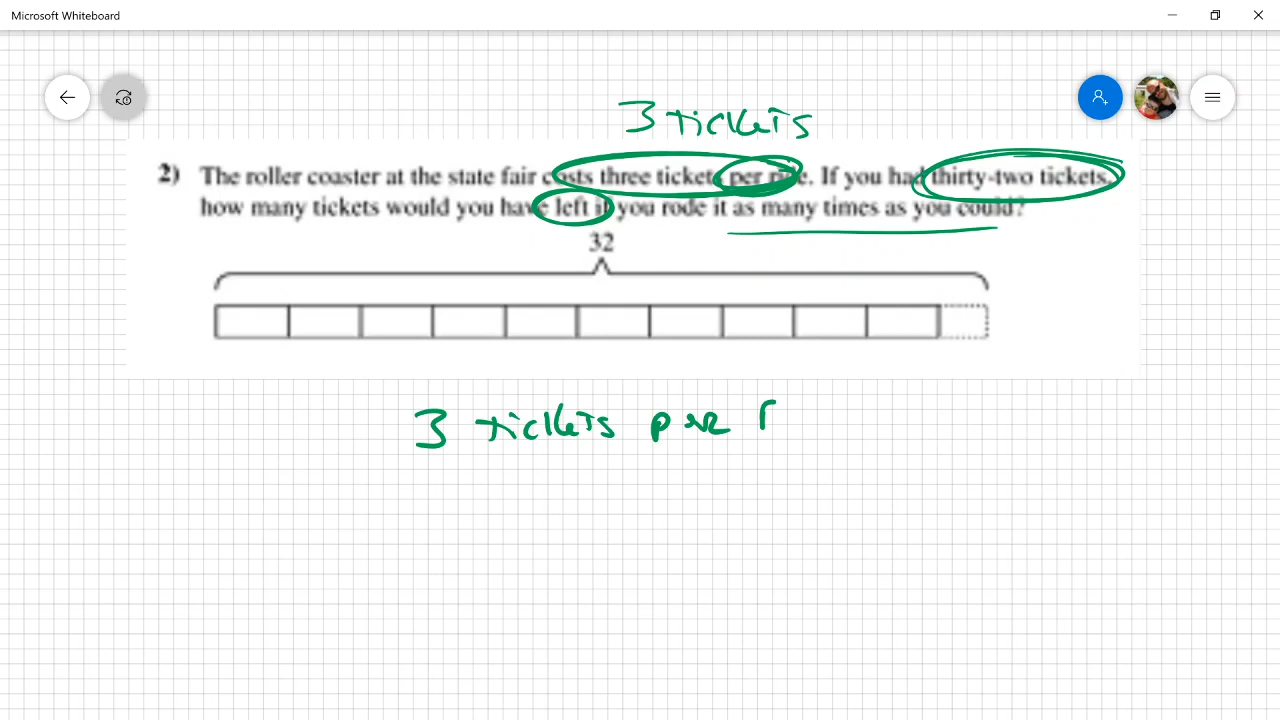 Microsoft Whiteboard
3 tickets
2) The roller coaster at the state fair costs three tickets per ride. If you had thirty-two tickets,
how many tickets would you have left if you rode it as many times as you could?
32
3 tickets per r